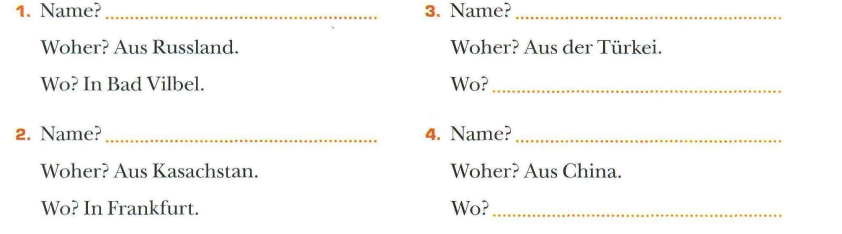 1. Name?
Woher? Aus Russland.
Wo? In Bad Vilbel.
2. Name?
Woher? Aus Kasachstan.
Wo? In Frankfurt.
3. Name?
Woher? Aus der Türkei.
Wo?
4. Name?
Woher? Aus China.
Wo?